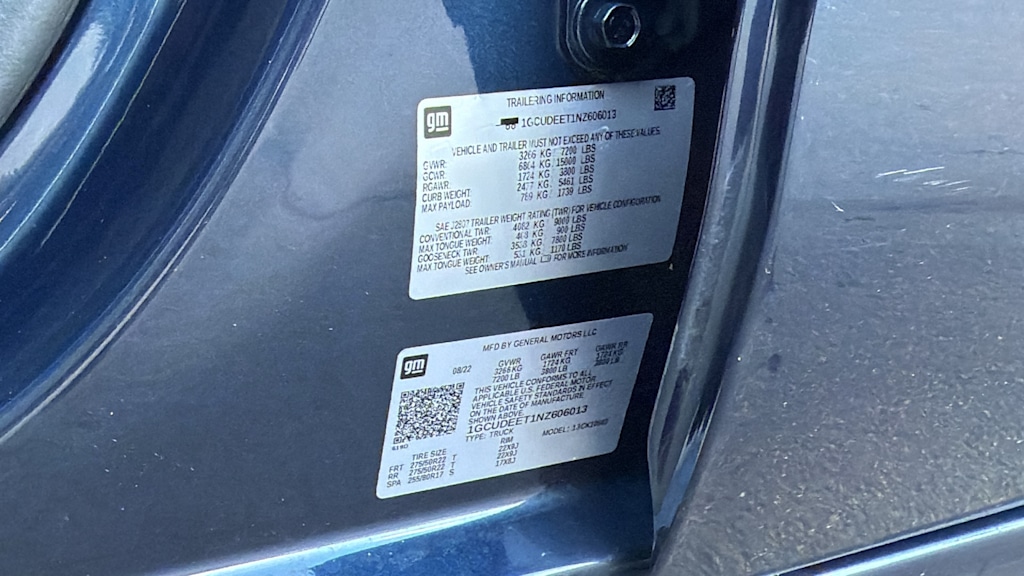 gm
TRAILERING INFORMATION
1GCUDEET1NZ606013
VEHICLE AND TRAILER MUST NOT EXCEED ANY OF THESE VALUES.
GVWR: 3266 KG 7200 LBS
GCWR: 6804 KG 15000 LBS
RGAWR: 1724 KG 3800 LBS
CURB WEIGHT: 2477 KG 5461 LBS
MAX PAYLOAD: 789 KG 1739 LBS
SAE J2807 TRAILER WEIGHT RATING (TWR) FOR VEHICLE CONFIGURATION
CONVENTIONAL TWR: 4082 KG 9000 LBS
MAX TONGUE WEIGHT: 408 KG 900 LBS
GOOSENECK TWR: 3538 KG 7800 LBS
MAX TONGUE WEIGHT: 531 KG 1170 LBS
SEE OWNER'S MANUAL FOR MORE INFORMATION
gm
MFD BY GENERAL MOTORS LLC
08/22 GVWR GAWR FRT GAWR RR
3266 KG 1724 KG 1724 KG
7200 LB 3800 LB 3800 LB
THIS VEHICLE CONFORMS TO ALL
APPLICABLE U.S. FEDERAL MOTOR
VEHICLE SAFETY STANDARDS IN EFFECT
ON THE DATE OF MANUFACTURE
SHOWN ABOVE.
1GCUDEET1NZ606013
TYPE: TRUCK MODEL:
TIRE SIZE RIM
FRT 275/50R22 T 22X9J
RR 275/50R22 T 22X9J
SPA 255/80R17 S 17X8J